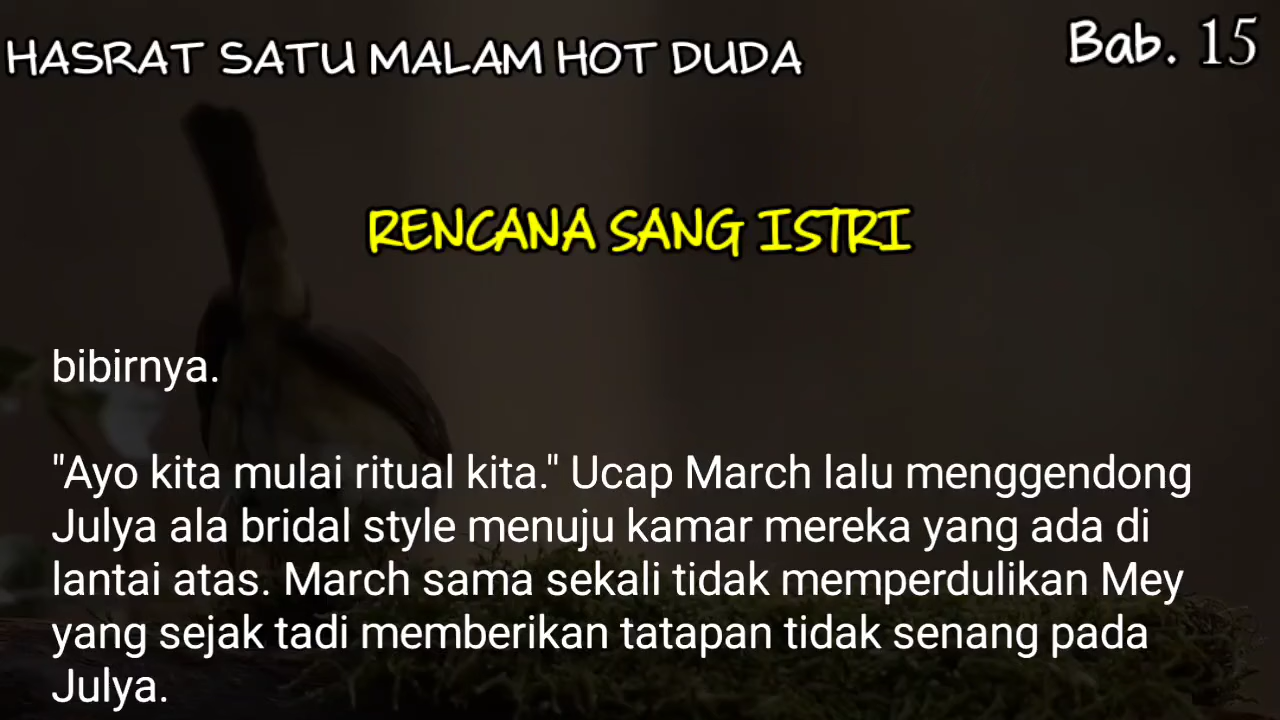 HASRAT SATU MALAM HOT DUDA
Bab. 15
RENCANA SANG ISTRI
bibirnya.
"Ayo kita mulai ritual kita." Ucap March lalu menggendong
Julya ala bridal style menuju kamar mereka yang ada di
lantai atas. March sama sekali tidak memperdulikan Mey
yang sejak tadi memberikan tatapan tidak senang pada
Julya.